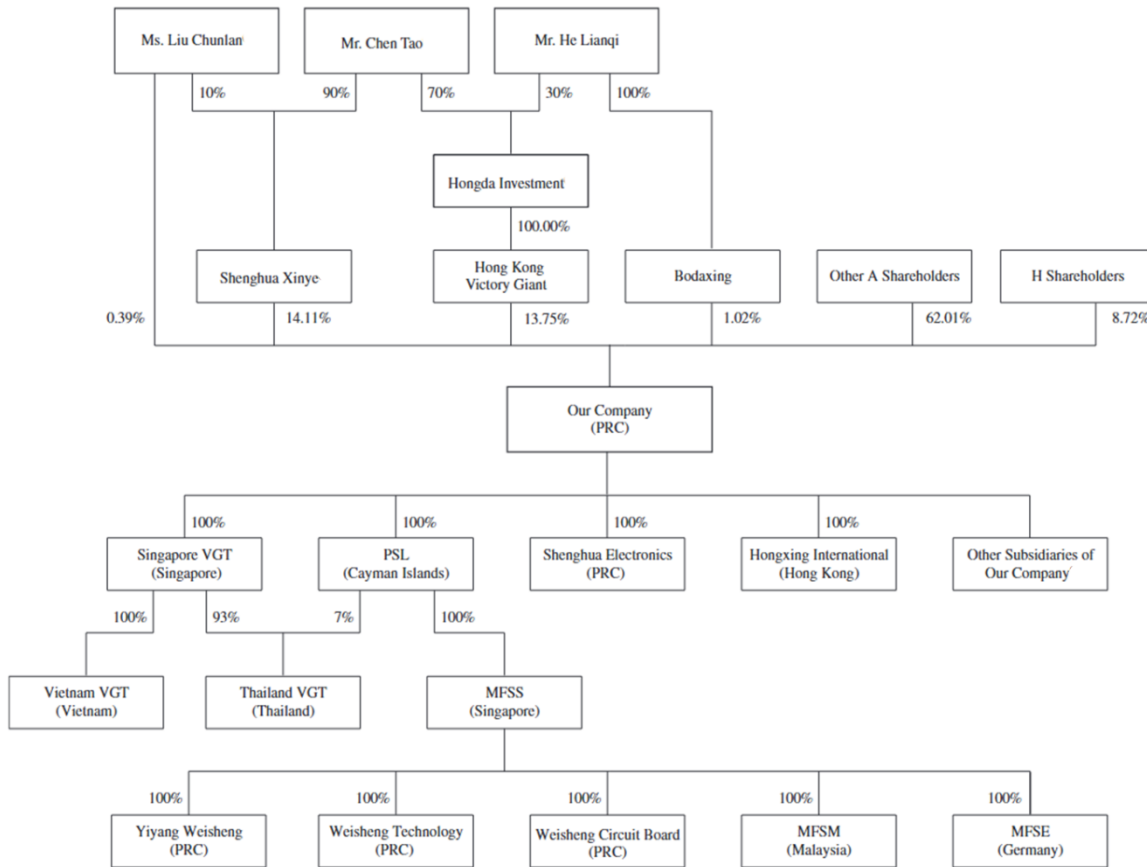 Ms. Liu Chunlan
Mr. Chen Tao
Mr. He Lianqi
10%
90%
70%
30%
100%
Hongda Investment
100.00%
Shenghua Xinye
Hong Kong
Victory Giant
Bodaxing
Other A Shareholders
H Shareholders
0.39%
14.11%
13.75%
1.02%
62.01%
8.72%
Our Company
(PRC)
100%
100%
100%
100%
Singapore VGT
(Singapore)
PSL
(Cayman Islands)
Shenghua Electronics
(PRC)
Hongxing International
(Hong Kong)
Other Subsidiaries of
Our Company
100%
93%
7%
100%
Vietnam VGT
(Vietnam)
Thailand VGT
(Thailand)
MFSS
(Singapore)
100%
100%
100%
100%
100%
Yiyang Weisheng
(PRC)
Weisheng Technology
(PRC)
Weisheng Circuit Board
(PRC)
MFSM
(Malaysia)
MFSE
(Germany)